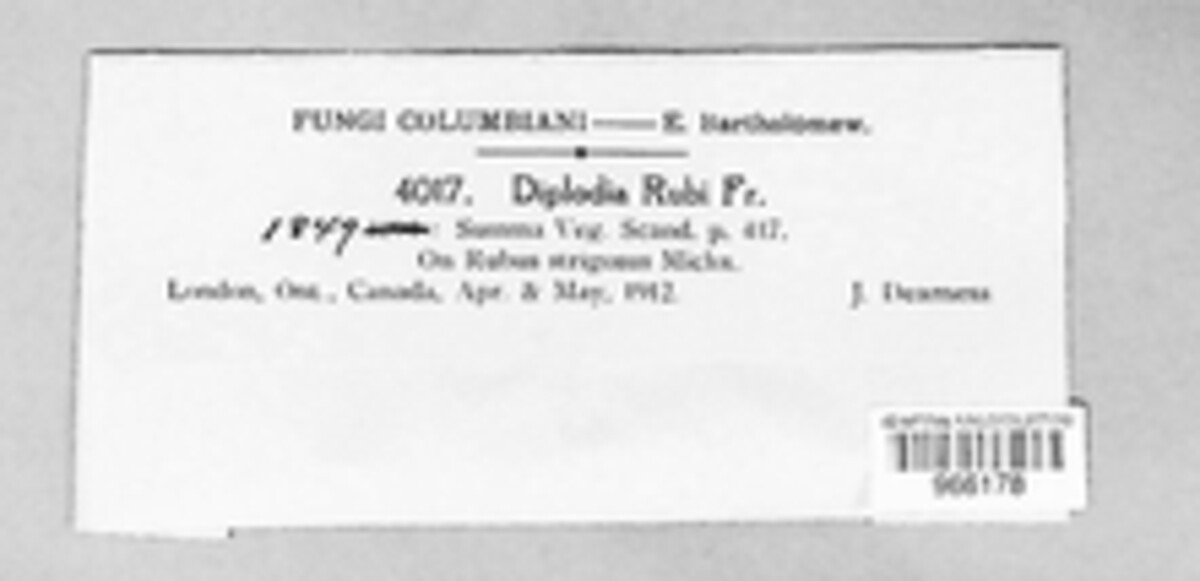 FUNGI COLUMBIANI — E. Bartholomew.
4017. Diplodia Rubi Fr.
1849 : Summa Veg. Scand. p. 417.
On Rubus strigosus Michx.
London, Ont., Canada, Apr. & May, 1912. J. Dearness
966178